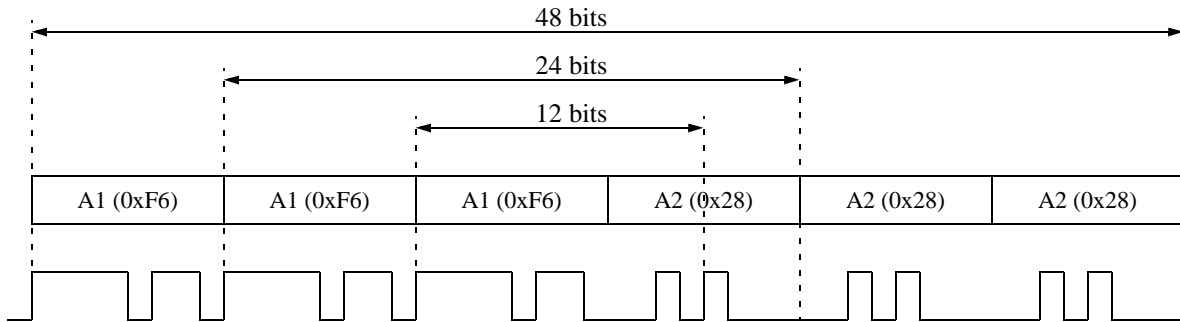 48 bits
24 bits
12 bits
A1 (0xF6) A1 (0xF6) A1 (0xF6) A2 (0x28) A2 (0x28) A2 (0x28)